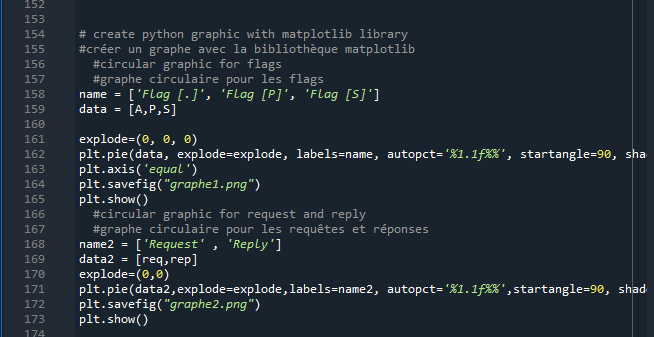 152
153
154 # create python graphic with matplotlib library
155 #créer un graphe avec la bibliothèque matplotlib
156 #circular graphic for flags
157 #graphe circulaire pour les flags
158 name = ['Flag [.]', 'Flag [P]', 'Flag [S]']
159 data = [A,P,S]
160
161 explode=(0, 0, 0)
162 plt.pie(data, explode=explode, labels=name, autopct='%1.1f%%', startangle=90, shad
163 plt.axis('equal')
164 plt.savefig("graphe1.png")
165 plt.show()
166 #circular graphic for request and reply
167 #graphe circulaire pour les requêtes et réponses
168 name2 = ['Request' , 'Reply']
169 data2 = [req,rep]
170 explode=(0,0)
171 plt.pie(data2,explode=explode,labels=name2, autopct='%1.1f%%',startangle=90, shad
172 plt.savefig("graphe2.png")
173 plt.show()
174